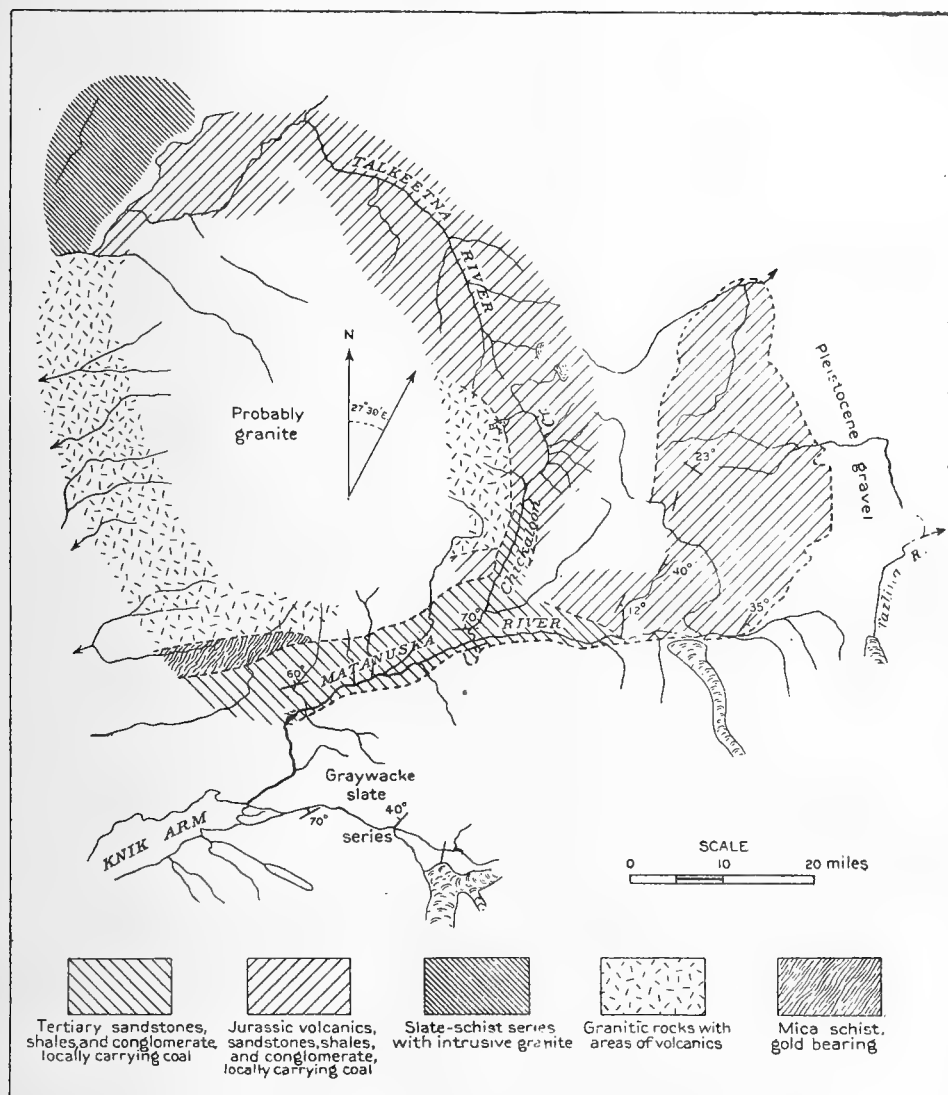 TALKEETNA
RIVER
N
27°30'E.
Probably
granite
Pleistocene
gravel
23°
Chickaloon
Tazlina R.
40°
12°
35°
70°
MATANUSKA
RIVER
60°
Graywacke
slate
series
70°
40°
KNIK ARM
SCALE
0 10 20 miles
Tertiary sandstones,
shales, and conglomerate
locally carrying coal
Jurassic volcanics,
sandstones, shales,
and conglomerate,
locally carrying coal
Slate-schist series
with intrusive granite
Granitic rocks with
areas of volcanics
Mica schist,
gold bearing